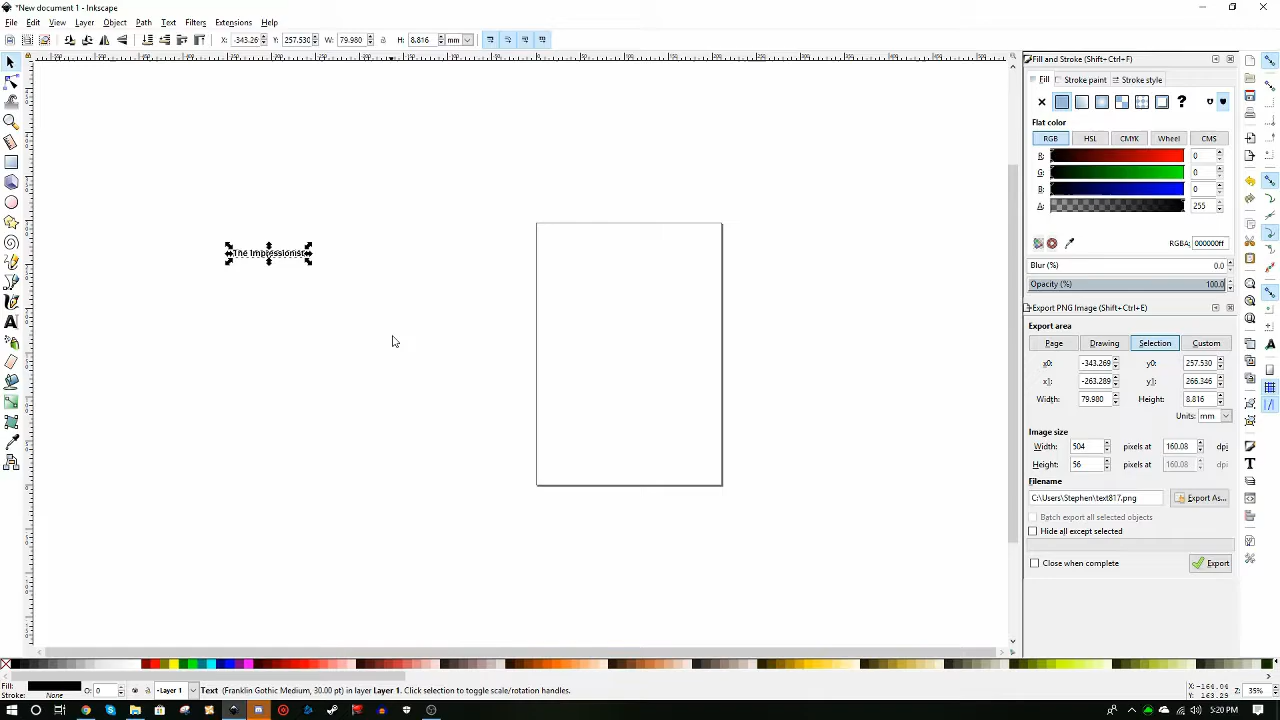 *New document 1 - Inkscape
File Edit View Layer Object Path Text Filters Extensions Help
X: -343.26 Y: 257.530 W: 79.980 H: 8.816 mm
Fill and Stroke (Shift+Ctrl+F)
Fill Stroke paint Stroke style
Flat color
RGB HSL CMYK Wheel CMS
R: 0
G: 0
B: 0
A: 255
RGBA: 000000ff
Blur (%) 0.0
Opacity (%) 100.0
Export PNG Image (Shift+Ctrl+E)
Export area
Page Drawing Selection Custom
x0: -343.269 y0: 257.530
x1: -263.289 y1: 266.346
Width: 79.980 Height: 8.816
Units: mm
Image size
Width: 504 pixels at 160.08 dpi
Height: 56 pixels at 160.08 dpi
Filename
C:\Users\Stephen\text817.png Export As...
Batch export all selected objects
Hide all except selected
Close when complete Export
The Impressionist
Fill:
Stroke: None
O: 0
Layer 1
Text (Franklin Gothic Medium, 30.00 pt) in layer Layer 1. Click selection to toggle scale/rotation handles.
X: -164.04
Y: 163.29
Z: 35%
5:20 PM